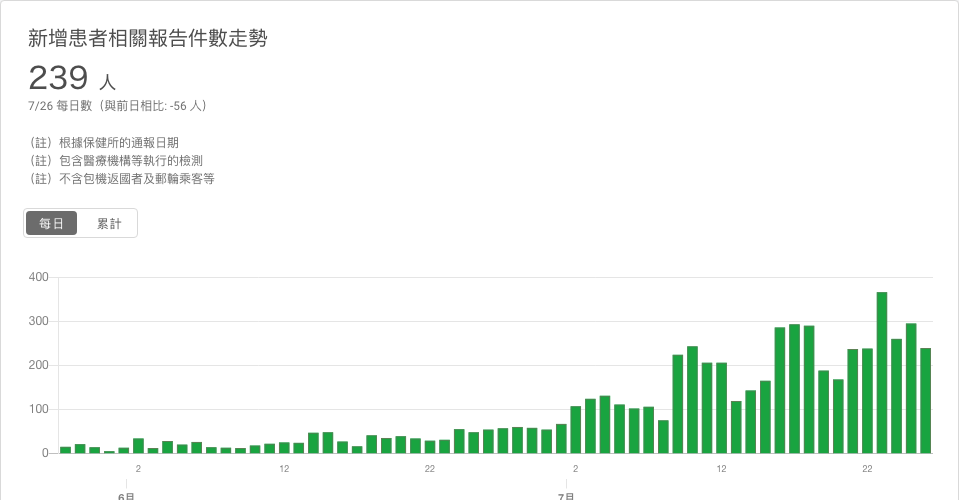 新增患者相關報告件數走勢
239 人
7/26 每日數（與前日相比: -56 人）
（註）根據保健所的通報日期
（註）包含醫療機構等執行的檢測
（註）不含包機返國者及郵輪乘客等
每日 累計
400
300
200
100
0
2 12 22 2 12 22
6月 7月